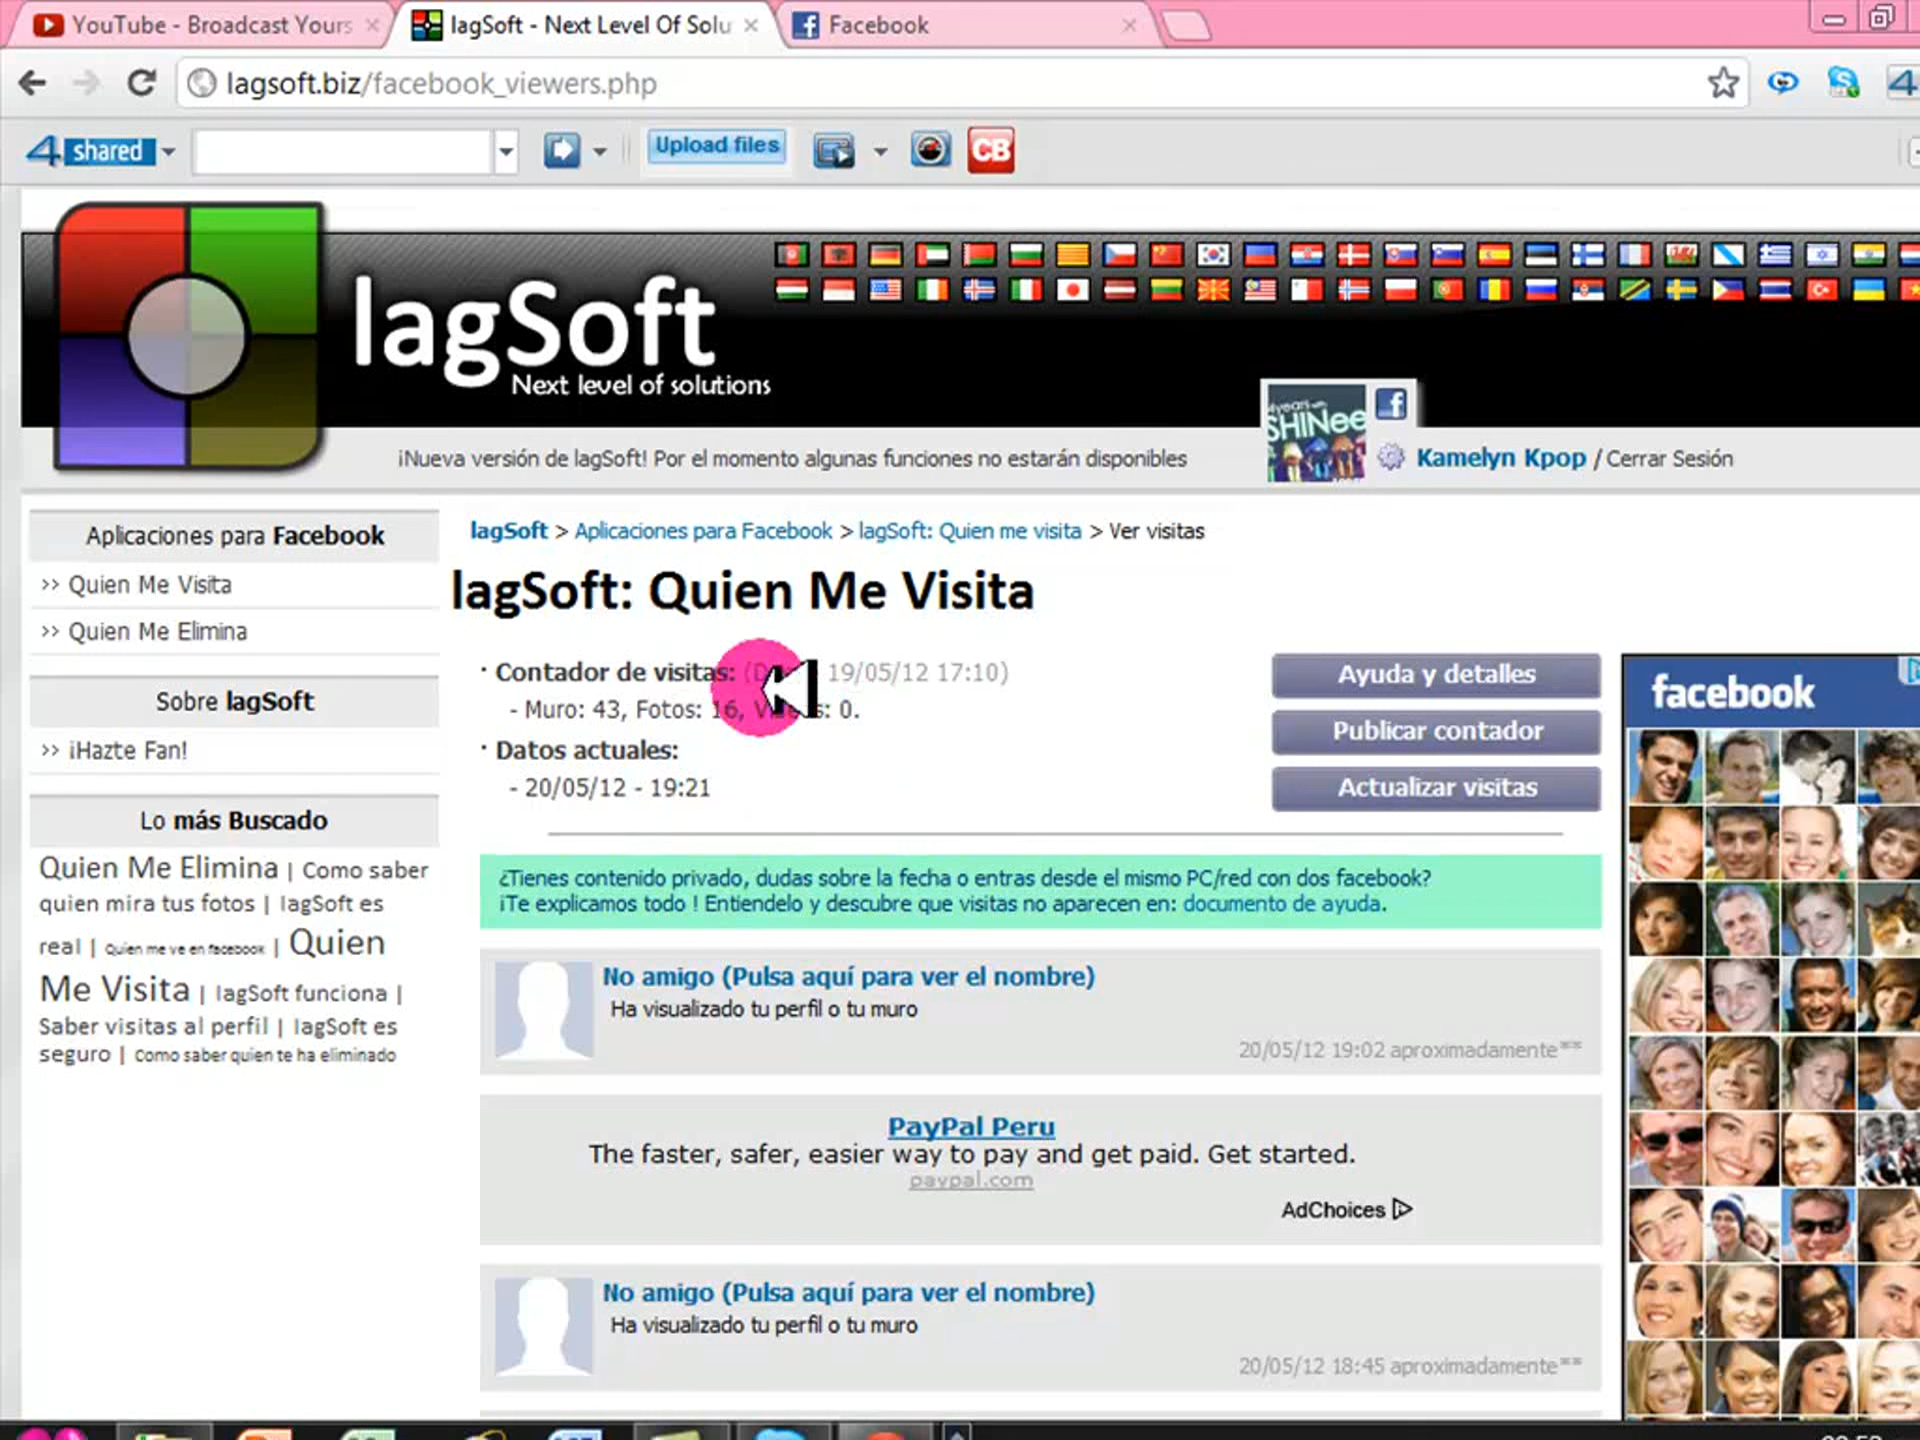 YouTube - Broadcast Yours
lagSoft - Next Level Of Solu
Facebook
lagsoft.biz/facebook_viewers.php
4shared
Upload files
CB
lagSoft
Next level of solutions
4years with
SHINee
¡Nueva versión de lagSoft! Por el momento algunas funciones no estarán disponibles
Kamelyn Kpop / Cerrar Sesión
Aplicaciones para Facebook
>> Quien Me Visita
>> Quien Me Elimina
Sobre lagSoft
>> ¡Hazte Fan!
Lo más Buscado
Quien Me Elimina | Como saber
quien mira tus fotos | lagSoft es
real | Quien me ve en facebook | Quien
Me Visita | lagSoft funciona |
Saber visitas al perfil | lagSoft es
seguro | Como saber quien te ha eliminado
lagSoft > Aplicaciones para Facebook > lagSoft: Quien me visita > Ver visitas
lagSoft: Quien Me Visita
· Contador de visitas: 19/05/12 17:10)
- Muro: 43, Fotos: 16, : 0.
· Datos actuales:
- 20/05/12 - 19:21
Ayuda y detalles
Publicar contador
Actualizar visitas
¿Tienes contenido privado, dudas sobre la fecha o entras desde el mismo PC/red con dos facebook?
¡Te explicamos todo ! Entiendelo y descubre que visitas no aparecen en: documento de ayuda.
No amigo (Pulsa aquí para ver el nombre)
Ha visualizado tu perfil o tu muro
20/05/12 19:02 aproximadamente**
PayPal Peru
The faster, safer, easier way to pay and get paid. Get started.
paypal.com
AdChoices
No amigo (Pulsa aquí para ver el nombre)
Ha visualizado tu perfil o tu muro
20/05/12 18:45 aproximadamente**
facebook